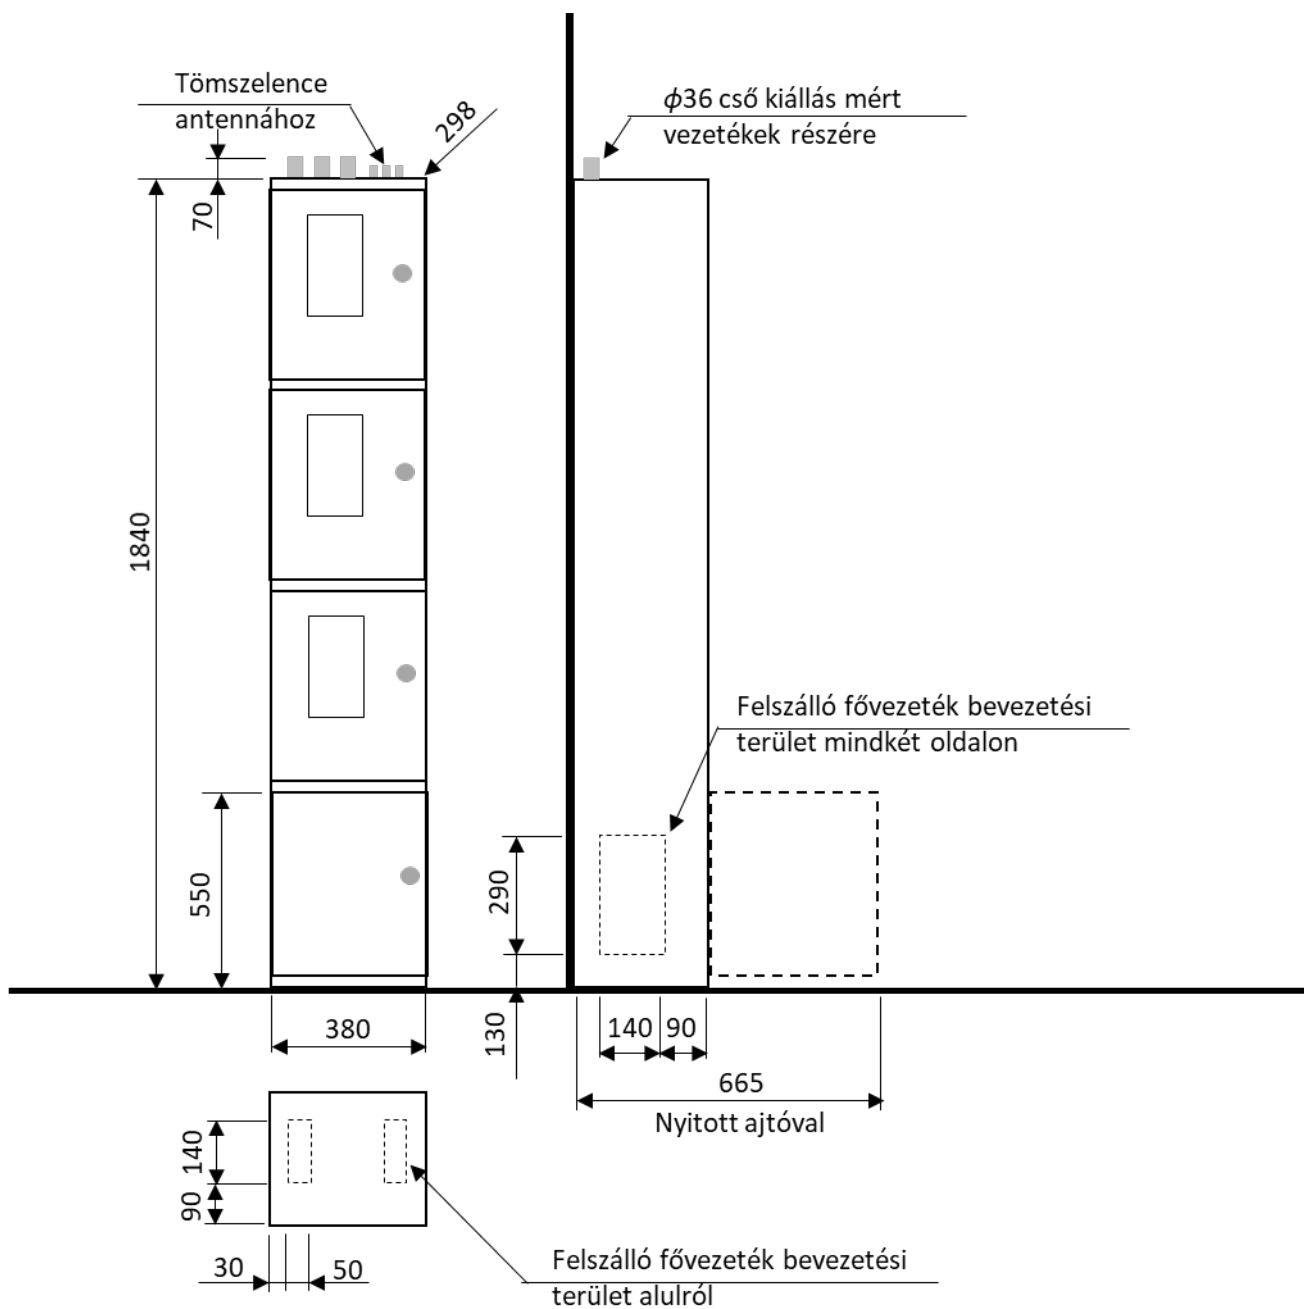 Tömszelence
antennához
298
ϕ36 cső kiállás mért
vezetékek részére
70
1840
Felszálló fővezeték bevezetési
terület mindkét oldalon
550
290
130
380
140
90
665
Nyitott ajtóval
140
90
30
50
Felszálló fővezeték bevezetési
terület alulról